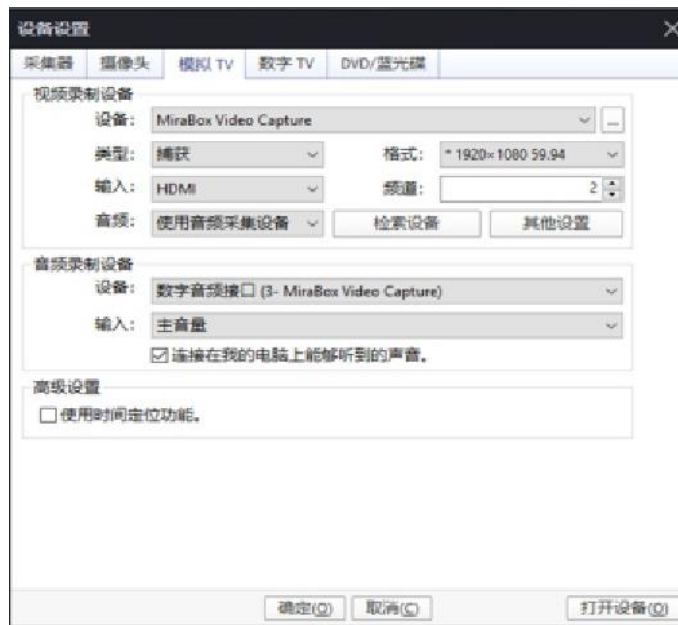 设备设置
采集器 摄像头 模拟 TV 数字 TV DVD/蓝光碟
视频录制设备
设备: MiraBox Video Capture ...
类型: 捕获 格式: * 1920×1080 59.94
输入: HDMI 频道: 2
音频: 使用音频采集设备 检索设备 其他设置
音频录制设备
设备: 数字音频接口 (3- MiraBox Video Capture)
输入: 主音量
连接在我的电脑上能够听到的声音。
高级设置
使用时间定位功能。
确定(O) 取消(C) 打开设备(D)